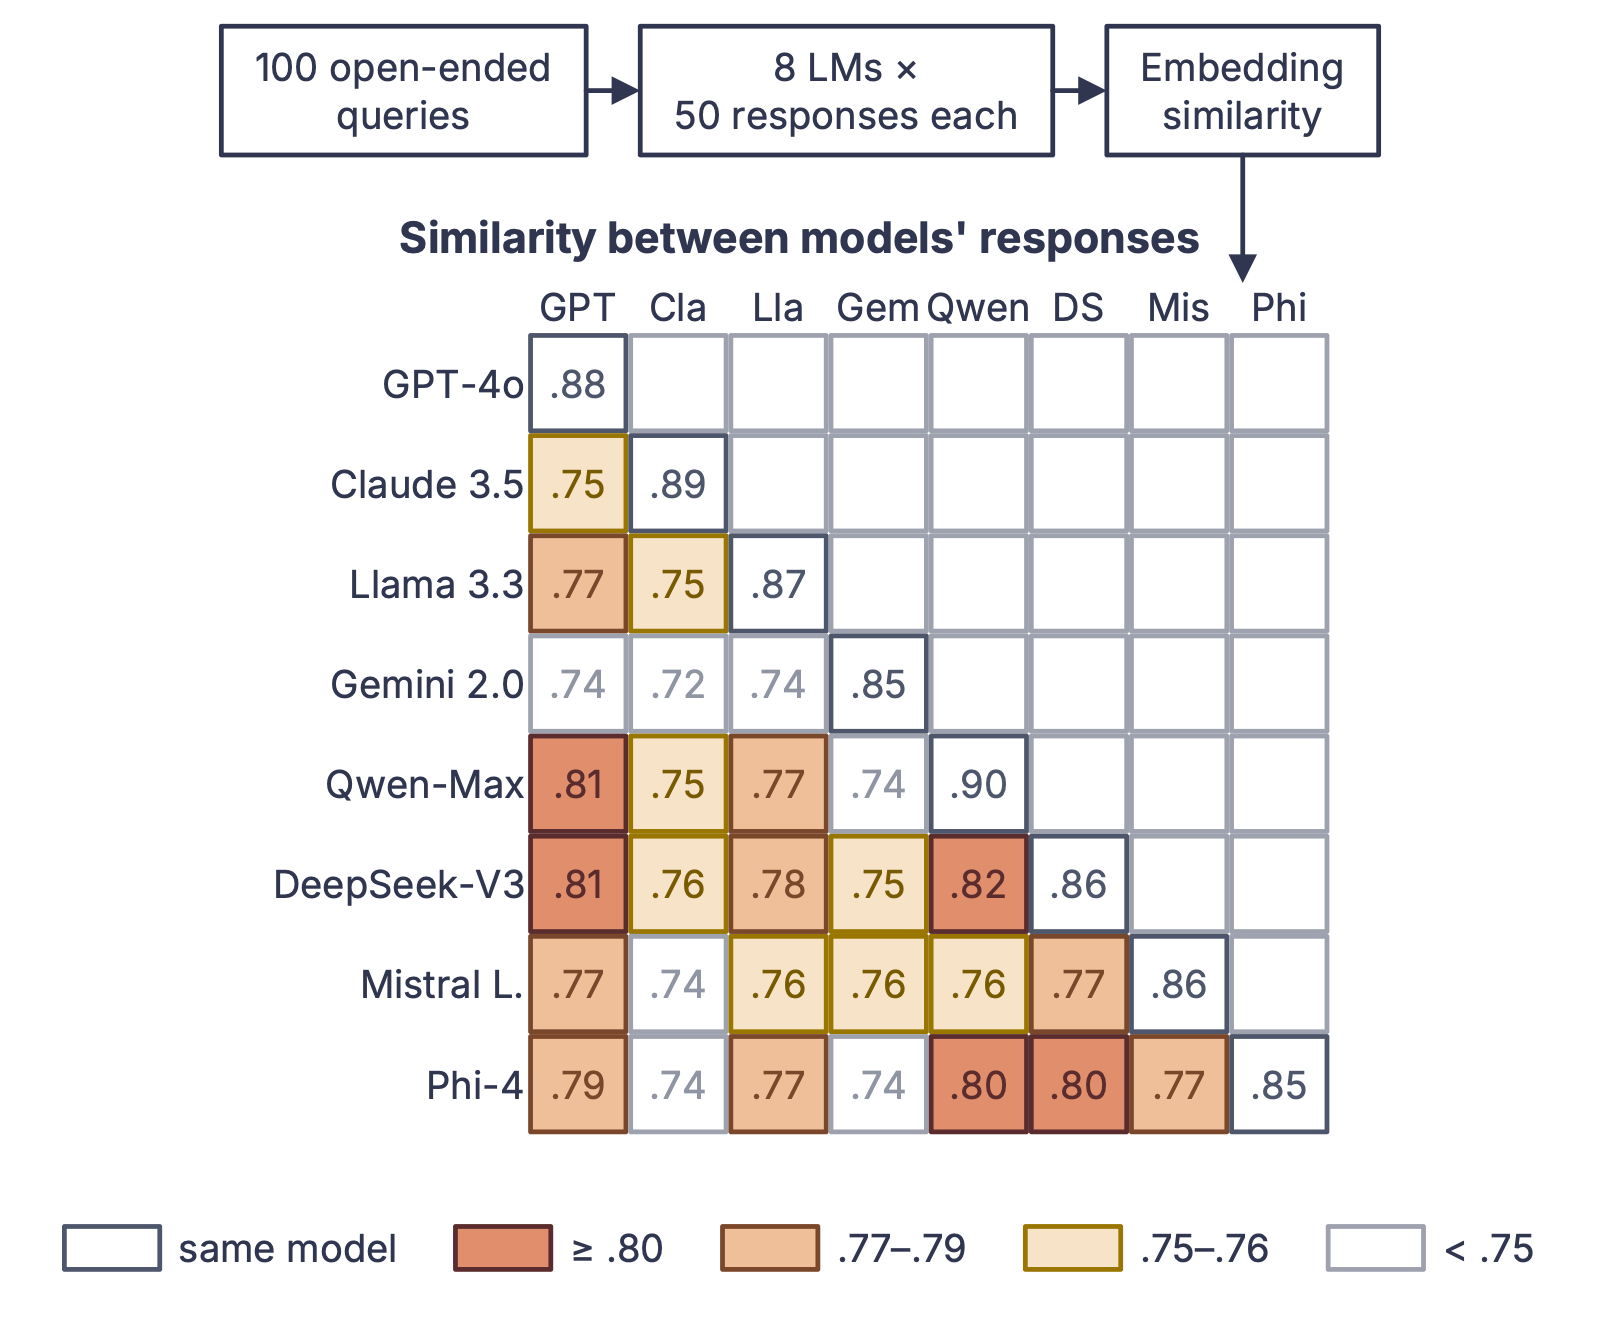 100 open-ended
queries
8 LMs ×
50 responses each
Embedding
similarity
Similarity between models' responses
GPT Cla Lla Gem Qwen DS Mis Phi
GPT-4o .88
Claude 3.5 .75 .89
Llama 3.3 .77 .75 .87
Gemini 2.0 .74 .72 .74 .85
Qwen-Max .81 .75 .77 .74 .90
DeepSeek-V3 .81 .76 .78 .75 .82 .86
Mistral L. .77 .74 .76 .76 .76 .77 .86
Phi-4 .79 .74 .77 .74 .80 .80 .77 .85
same model ≥ .80 .77–.79 .75–.76 < .75